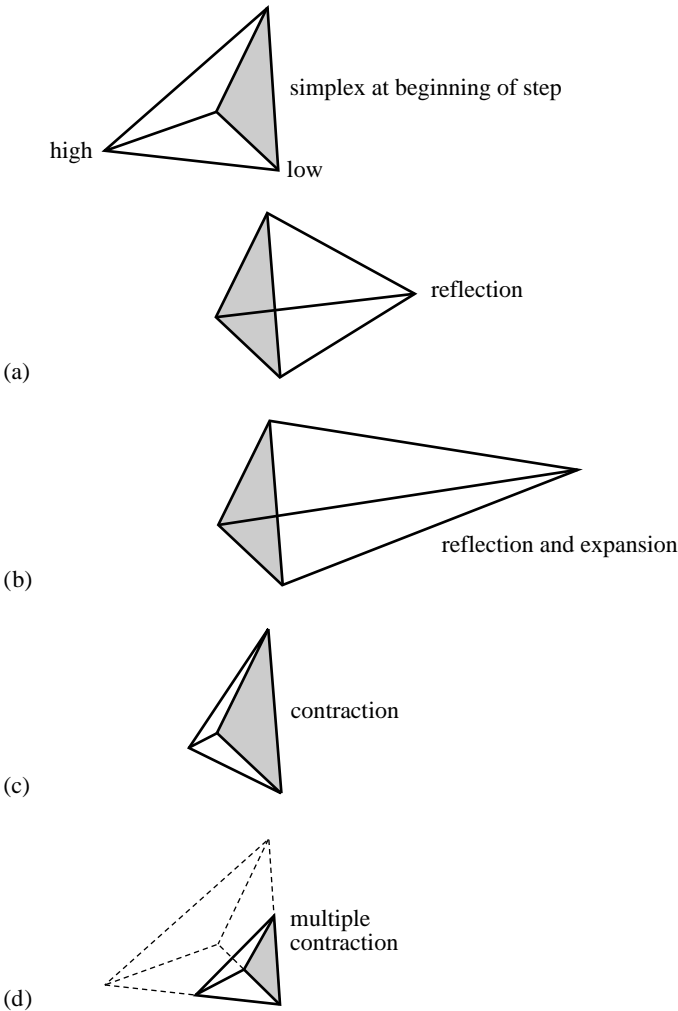 simplex at beginning of step
high
low
reflection
(a)
reflection and expansion
(b)
contraction
(c)
multiple
contraction
(d)